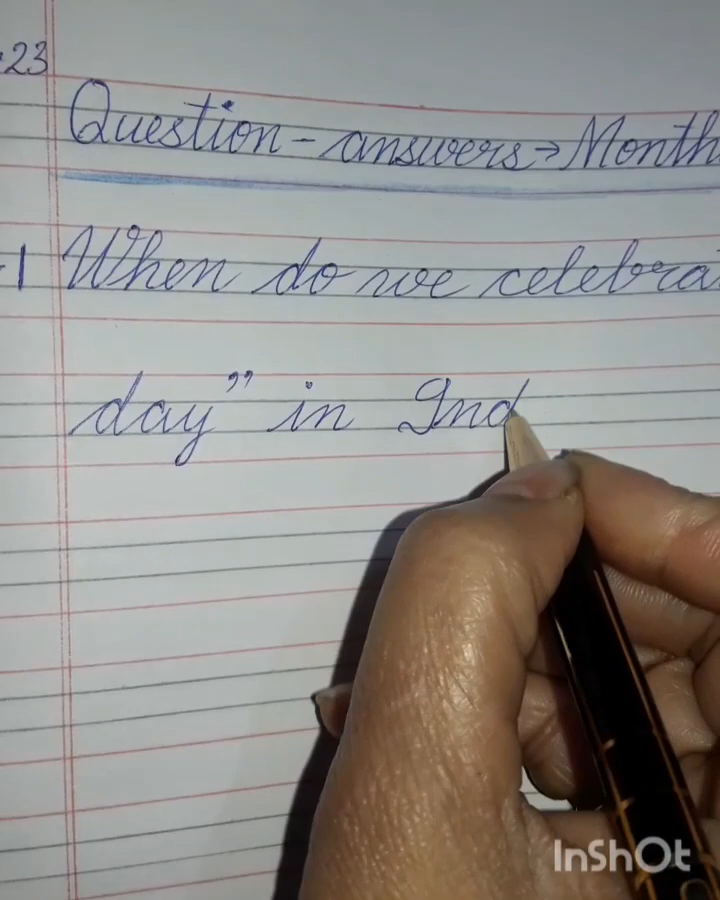 23
Question - answers → Month
1 When do we celebra
day" in Ind
InShOt